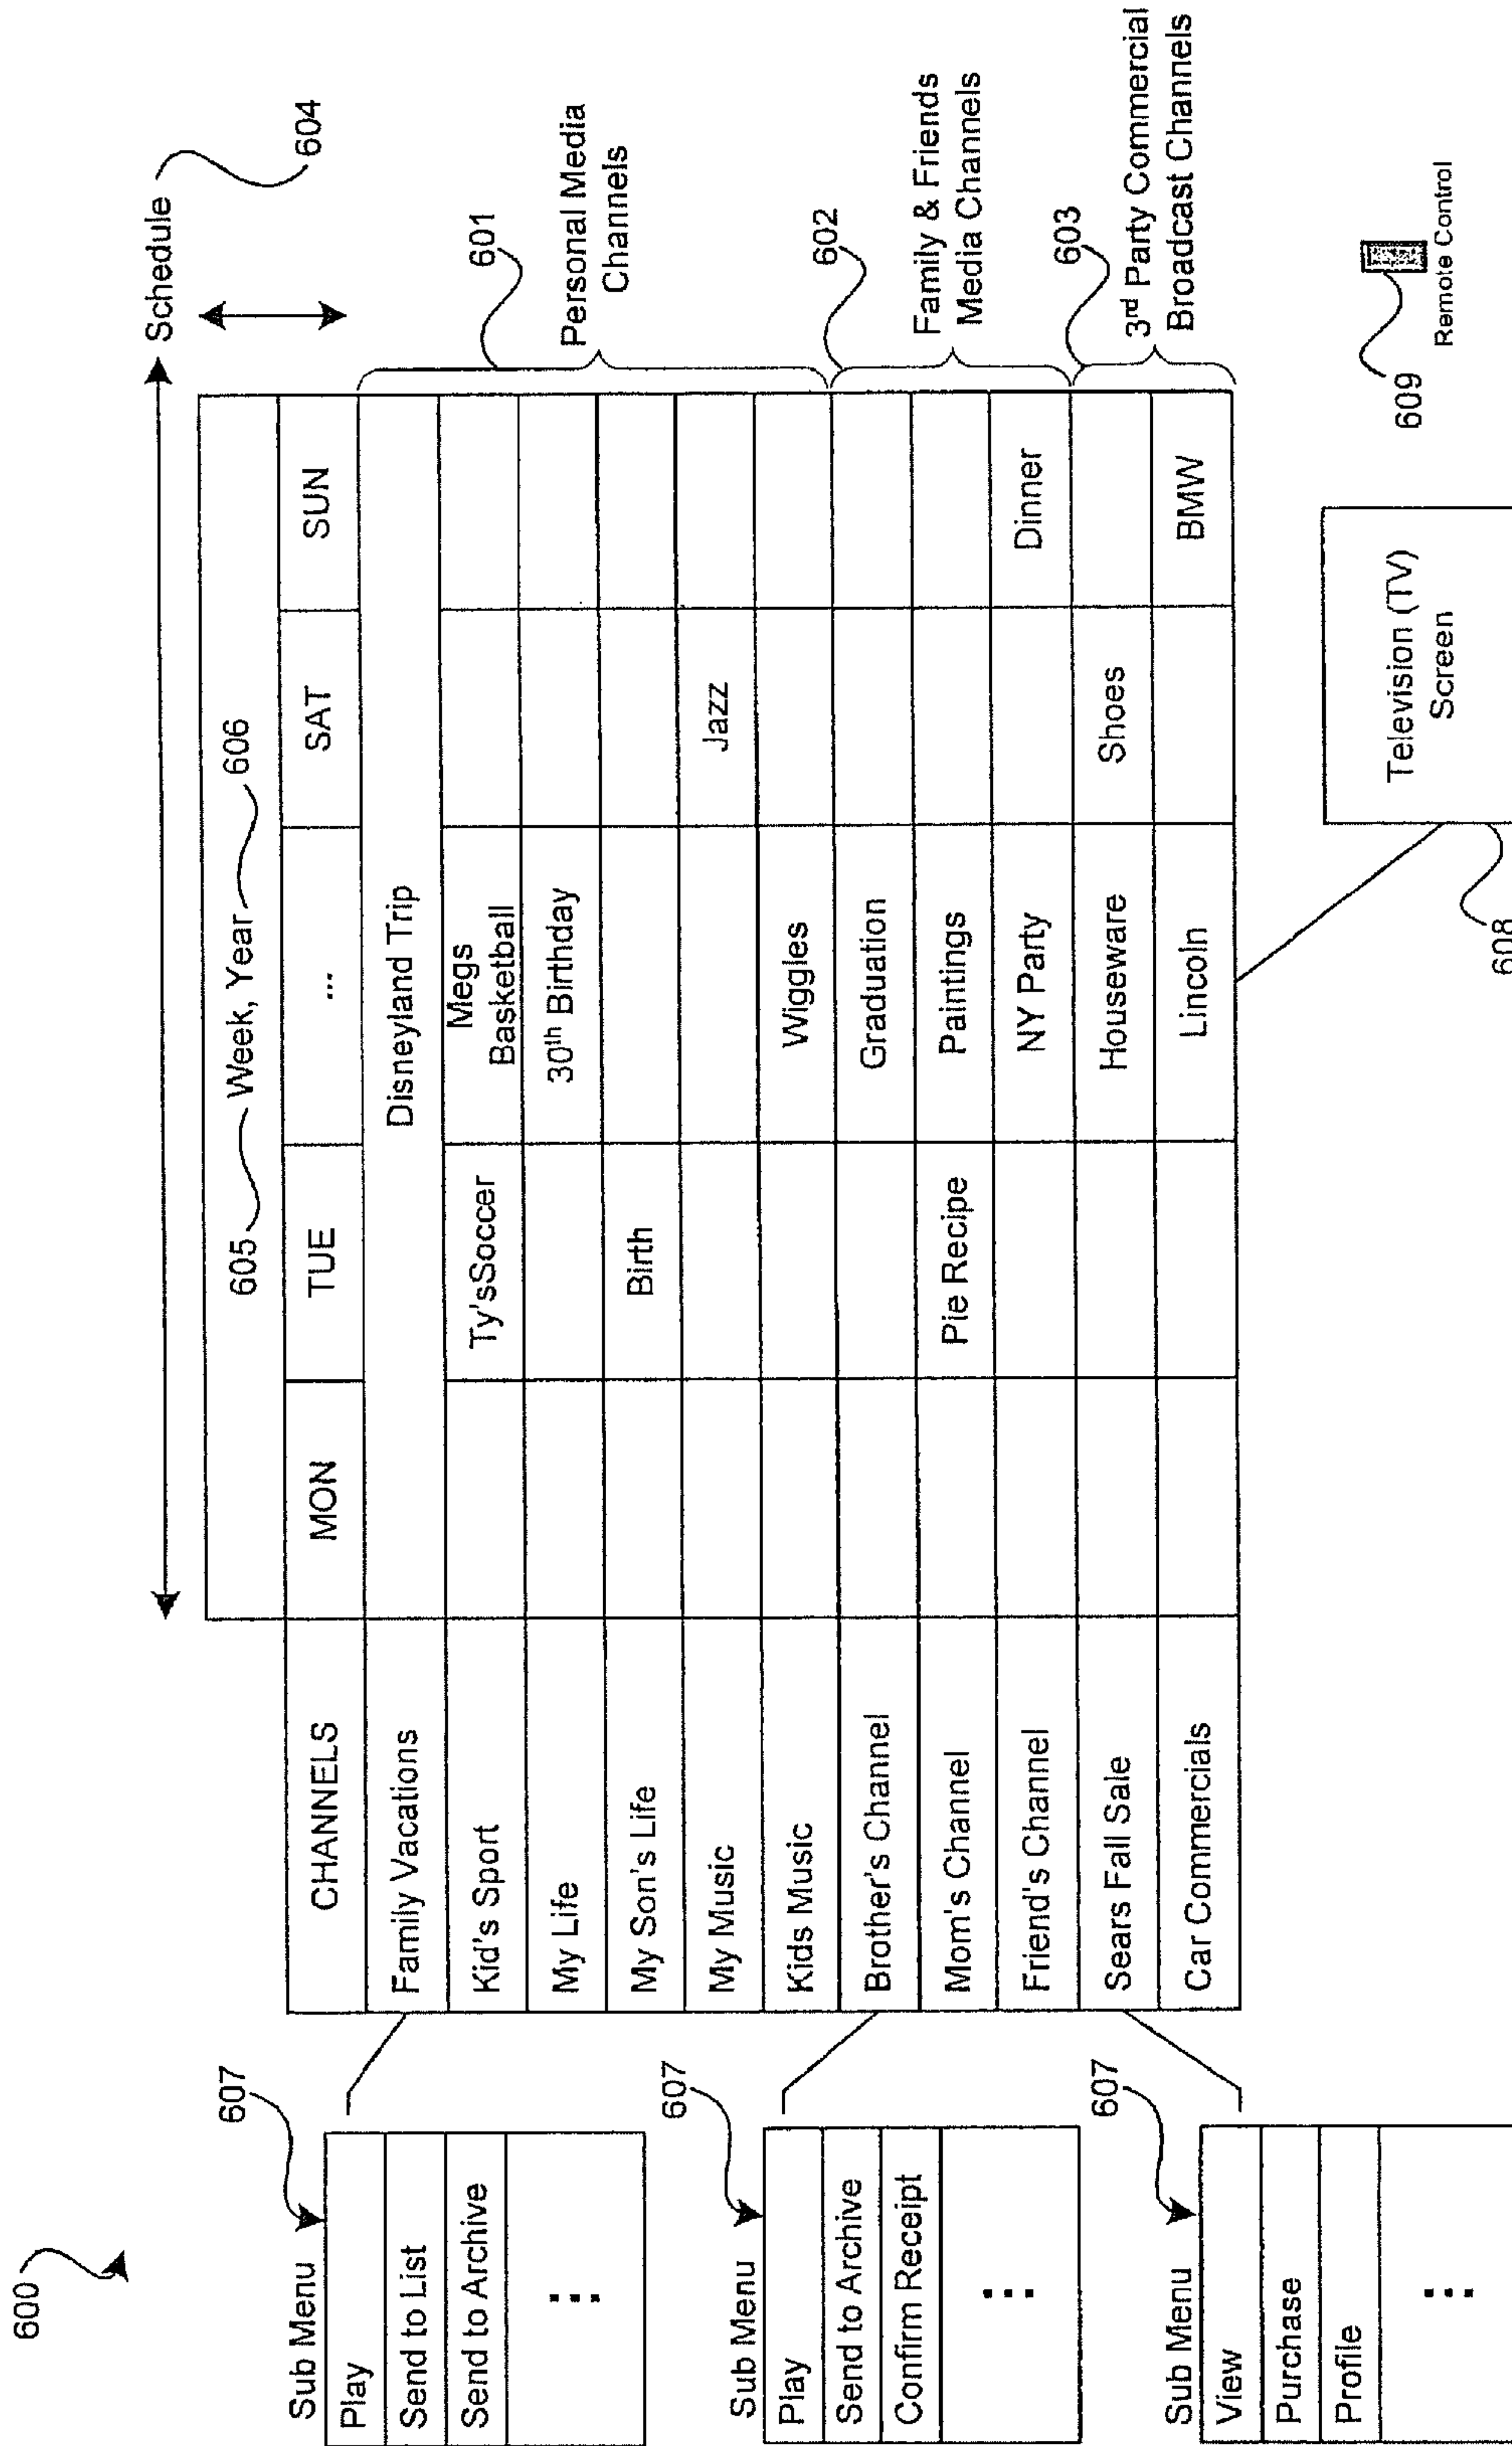 600
Schedule
604
605
Week, Year
606
CHANNELS
MON
TUE
...
SAT
SUN
Family Vacations
Disneyland Trip
Kid's Sport
Ty'sSoccer
Megs
Basketball
My Life
30th Birthday
My Son's Life
Birth
My Music
Jazz
Kids Music
Wiggles
Brother's Channel
Graduation
Mom's Channel
Pie Recipe
Paintings
Friend's Channel
NY Party
Dinner
Sears Fall Sale
Houseware
Shoes
Car Commercials
Lincoln
BMW
601
Personal Media
Channels
602
Family & Friends
Media Channels
603
3rd Party Commercial
Broadcast Channels
Sub Menu
607
Play
Send to List
Send to Archive
...
Sub Menu
607
Play
Send to Archive
Confirm Receipt
...
Sub Menu
607
View
Purchase
Profile
...
Television (TV)
Screen
608
609
Remote Control